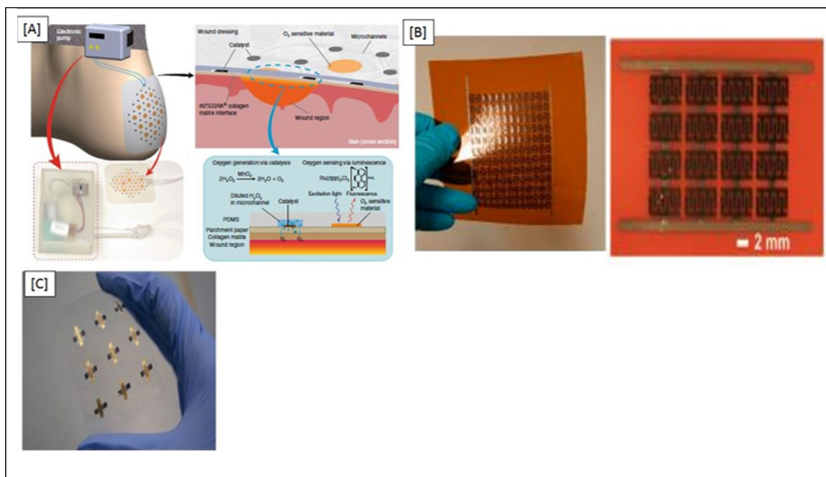 [A]
Electronic
pump
Wound dressing
Catalyst
O₂ sensitive material
Microchannels
INTEGRA® collagen
matrix interface
Wound region
Skin (cross section)
Oxygen generation via catalysis
Oxygen sensing via luminescence
MnO₂
2H₂O₂ → 2H₂O + O₂
Diluted H₂O₂
in microchannel
Catalyst
Excitation light
Fluorescence
O₂ sensitive
material
PDMS
Parchment paper
Collagen matrix
Wound region
O₂
O₂
[B]
2 mm
[C]